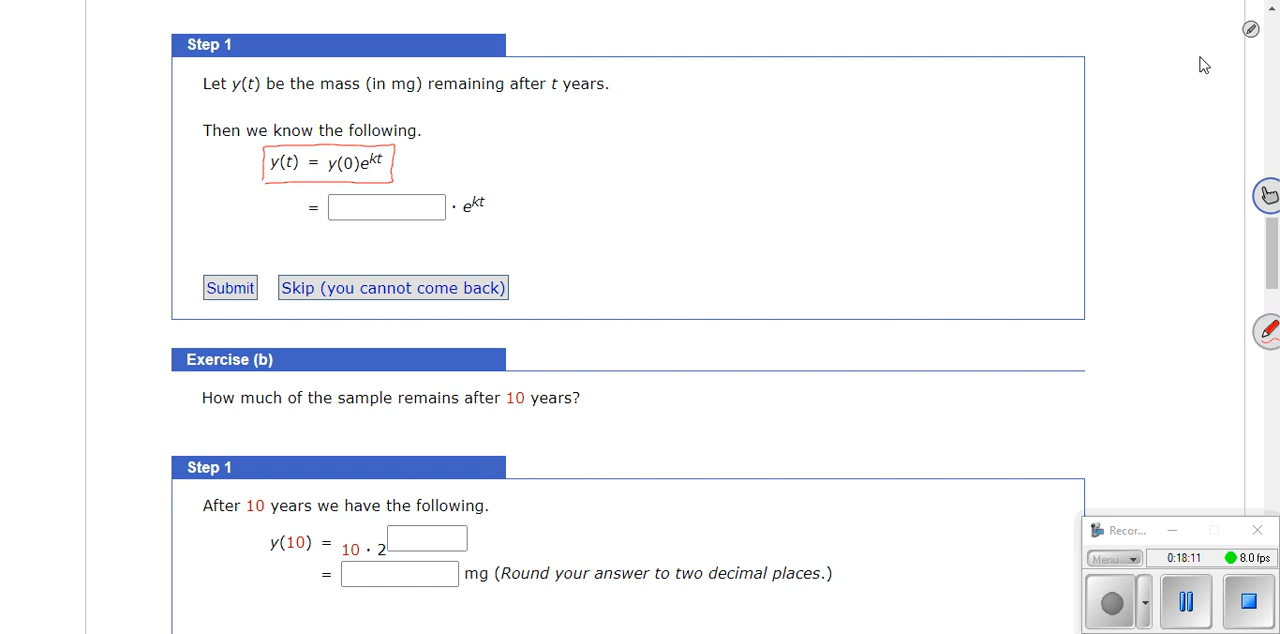 Step 1
Let y(t) be the mass (in mg) remaining after t years.
Then we know the following.
y(t) = y(0)e^kt
= · e^kt
Submit Skip (you cannot come back)
Exercise (b)
How much of the sample remains after 10 years?
Step 1
After 10 years we have the following.
y(10) = 10 · 2
= mg (Round your answer to two decimal places.)
Recor...
Menu 0:18:11 8.0 fps